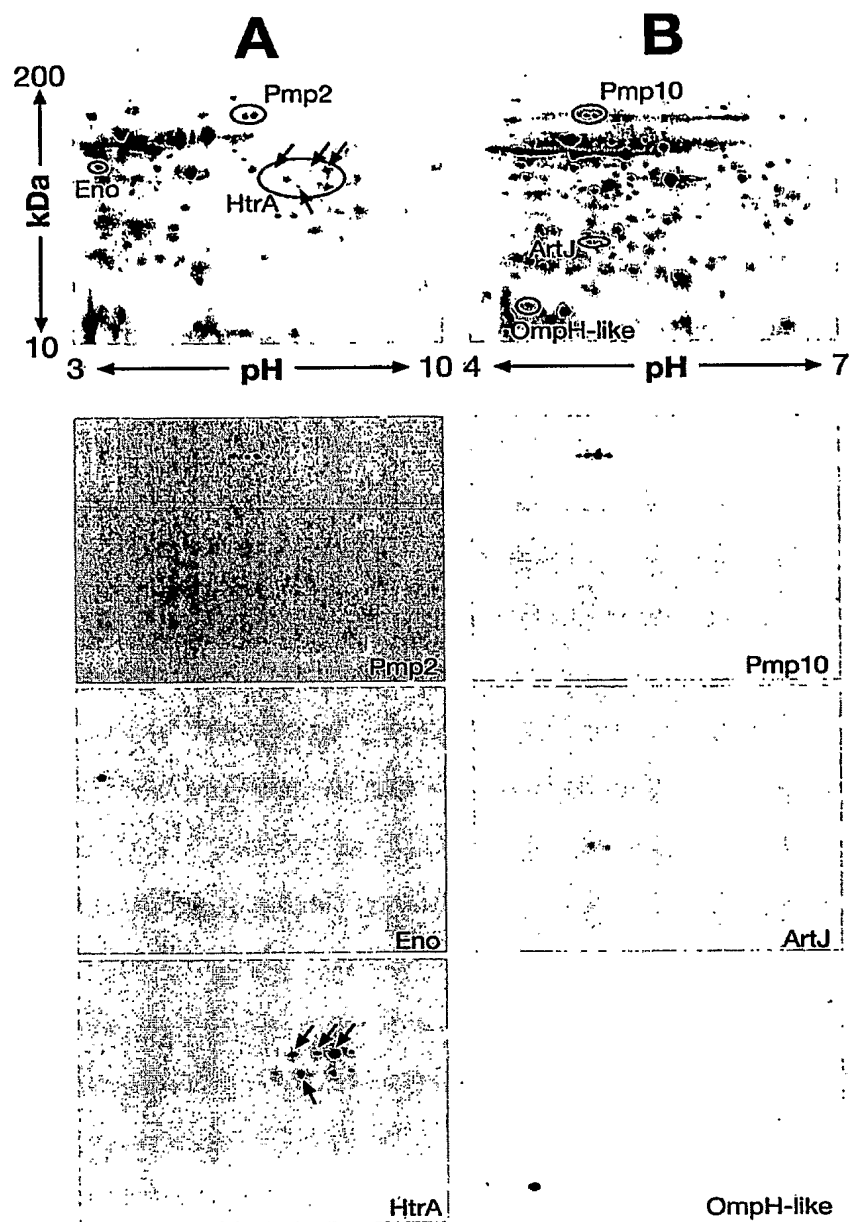 A
B
200
kDa
10
Pmp2
Eno
HtrA
Pmp10
ArtJ
OmpH-like
3 pH 10
4 pH 7
Pmp2
Pmp10
Eno
ArtJ
HtrA
OmpH-like